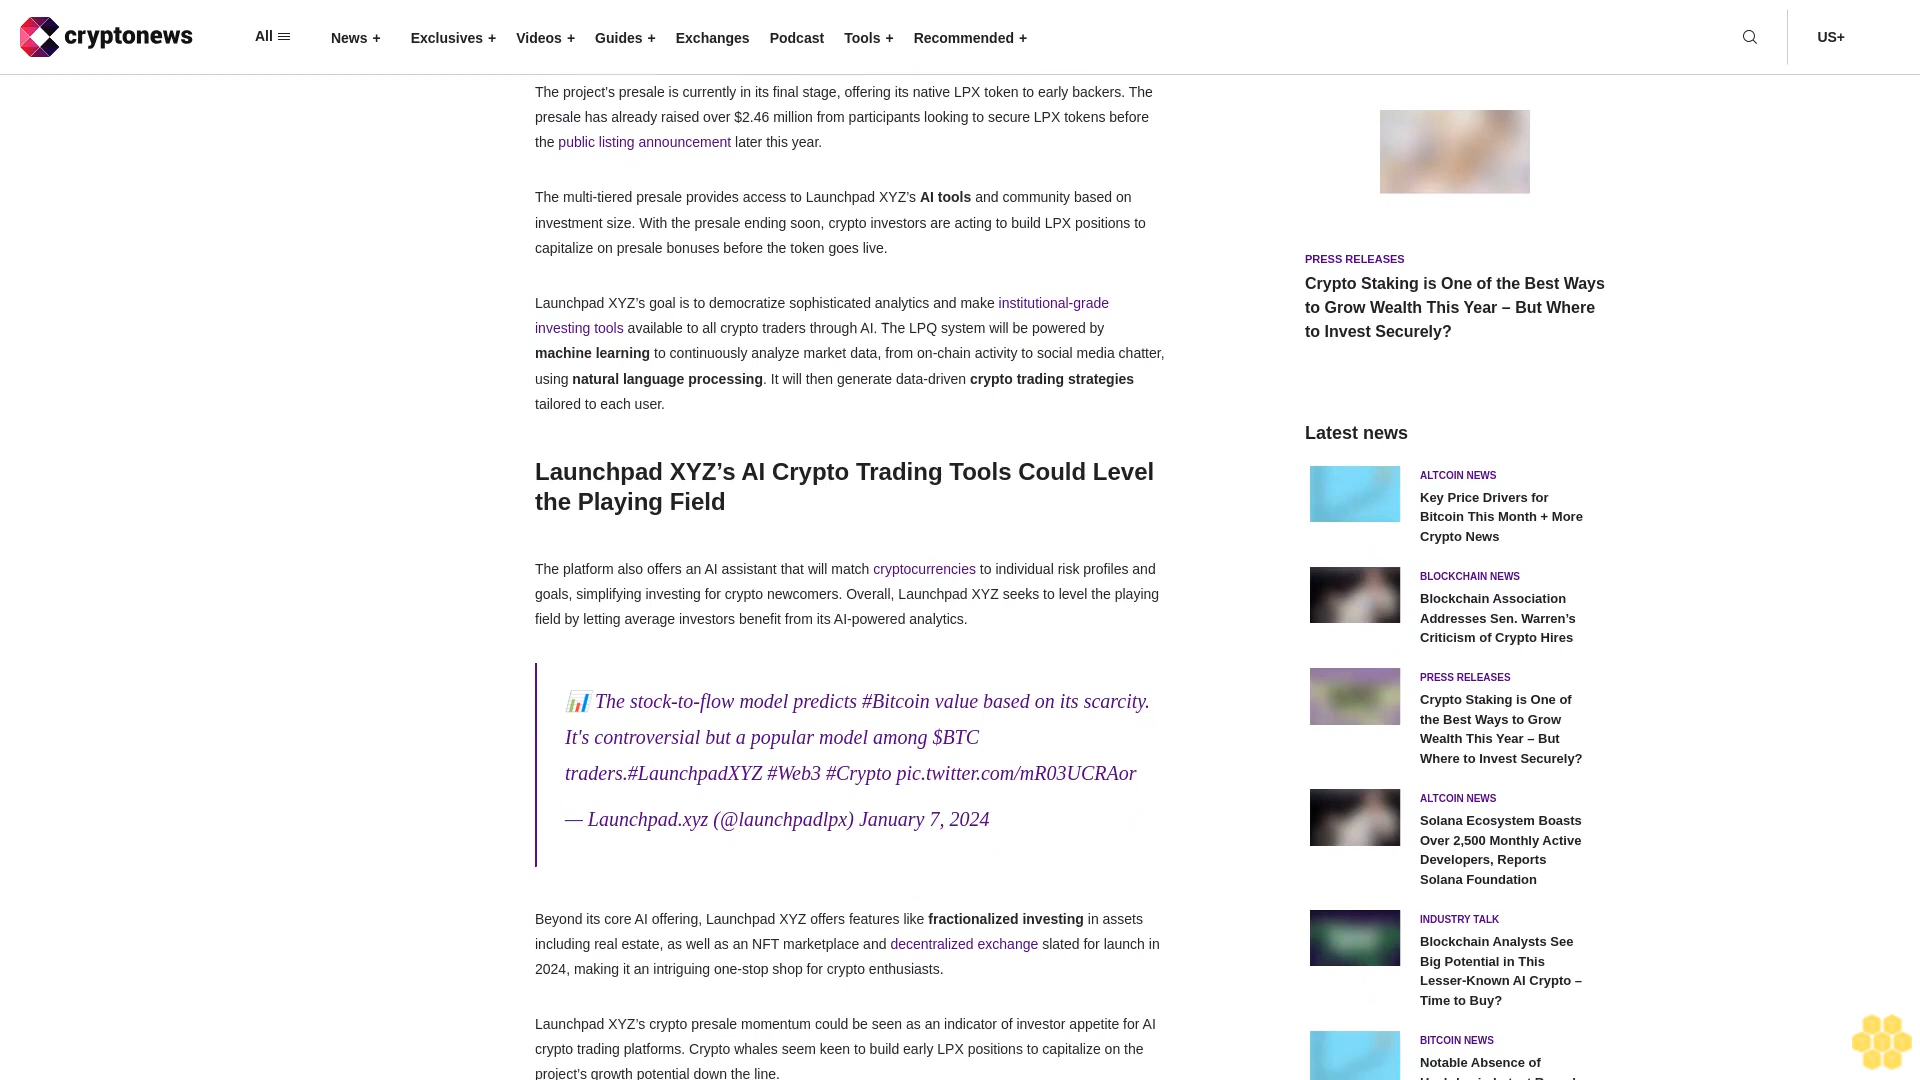 cryptonews
All
News +
Exclusives +
Videos +
Guides +
Exchanges
Podcast
Tools +
Recommended +
US+
The project’s presale is currently in its final stage, offering its native LPX token to early backers. The
presale has already raised over $2.46 million from participants looking to secure LPX tokens before
the public listing announcement later this year.
The multi-tiered presale provides access to Launchpad XYZ’s AI tools and community based on
investment size. With the presale ending soon, crypto investors are acting to build LPX positions to
capitalize on presale bonuses before the token goes live.
Launchpad XYZ’s goal is to democratize sophisticated analytics and make institutional-grade
investing tools available to all crypto traders through AI. The LPQ system will be powered by
machine learning to continuously analyze market data, from on-chain activity to social media chatter,
using natural language processing. It will then generate data-driven crypto trading strategies
tailored to each user.
Launchpad XYZ’s AI Crypto Trading Tools Could Level
the Playing Field
The platform also offers an AI assistant that will match cryptocurrencies to individual risk profiles and
goals, simplifying investing for crypto newcomers. Overall, Launchpad XYZ seeks to level the playing
field by letting average investors benefit from its AI-powered analytics.
📊 The stock-to-flow model predicts #Bitcoin value based on its scarcity.
It's controversial but a popular model among $BTC
traders.#LaunchpadXYZ #Web3 #Crypto pic.twitter.com/mR03UCRAor
— Launchpad.xyz (@launchpadlpx) January 7, 2024
Beyond its core AI offering, Launchpad XYZ offers features like fractionalized investing in assets
including real estate, as well as an NFT marketplace and decentralized exchange slated for launch in
2024, making it an intriguing one-stop shop for crypto enthusiasts.
Launchpad XYZ’s crypto presale momentum could be seen as an indicator of investor appetite for AI
crypto trading platforms. Crypto whales seem keen to build early LPX positions to capitalize on the
project’s growth potential down the line.
PRESS RELEASES
Crypto Staking is One of the Best Ways
to Grow Wealth This Year – But Where
to Invest Securely?
Latest news
ALTCOIN NEWS
Key Price Drivers for
Bitcoin This Month + More
Crypto News
BLOCKCHAIN NEWS
Blockchain Association
Addresses Sen. Warren’s
Criticism of Crypto Hires
PRESS RELEASES
Crypto Staking is One of
the Best Ways to Grow
Wealth This Year – But
Where to Invest Securely?
ALTCOIN NEWS
Solana Ecosystem Boasts
Over 2,500 Monthly Active
Developers, Reports
Solana Foundation
INDUSTRY TALK
Blockchain Analysts See
Big Potential in This
Lesser-Known AI Crypto –
Time to Buy?
BITCOIN NEWS
Notable Absence of